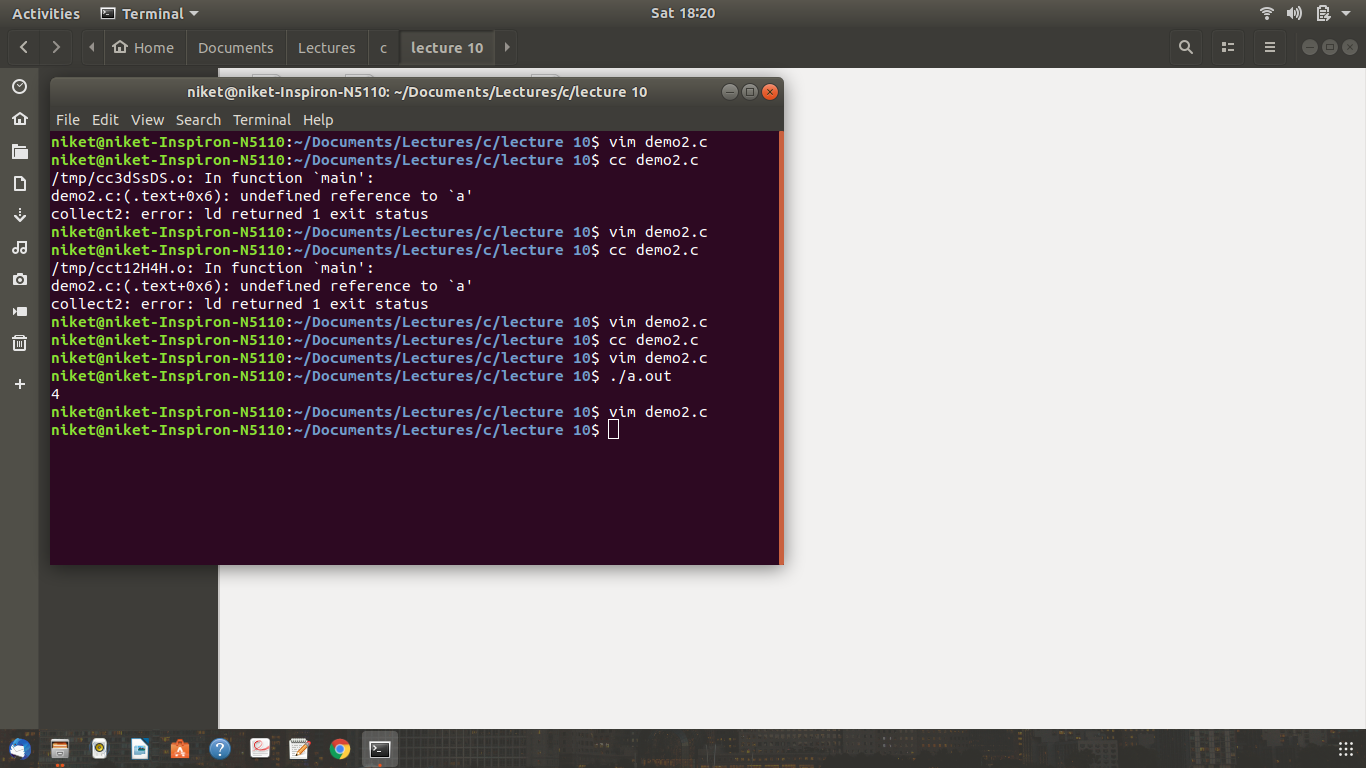 Activities Terminal Sat 18:20
Home Documents Lectures c lecture 10
niket@niket-Inspiron-N5110: ~/Documents/Lectures/c/lecture 10
File Edit View Search Terminal Help
niket@niket-Inspiron-N5110:~/Documents/Lectures/c/lecture 10$ vim demo2.c
niket@niket-Inspiron-N5110:~/Documents/Lectures/c/lecture 10$ cc demo2.c
/tmp/cc3dSsDS.o: In function `main':
demo2.c:(.text+0x6): undefined reference to `a'
collect2: error: ld returned 1 exit status
niket@niket-Inspiron-N5110:~/Documents/Lectures/c/lecture 10$ vim demo2.c
niket@niket-Inspiron-N5110:~/Documents/Lectures/c/lecture 10$ cc demo2.c
/tmp/cct12H4H.o: In function `main':
demo2.c:(.text+0x6): undefined reference to `a'
collect2: error: ld returned 1 exit status
niket@niket-Inspiron-N5110:~/Documents/Lectures/c/lecture 10$ vim demo2.c
niket@niket-Inspiron-N5110:~/Documents/Lectures/c/lecture 10$ cc demo2.c
niket@niket-Inspiron-N5110:~/Documents/Lectures/c/lecture 10$ vim demo2.c
niket@niket-Inspiron-N5110:~/Documents/Lectures/c/lecture 10$ ./a.out
4
niket@niket-Inspiron-N5110:~/Documents/Lectures/c/lecture 10$ vim demo2.c
niket@niket-Inspiron-N5110:~/Documents/Lectures/c/lecture 10$